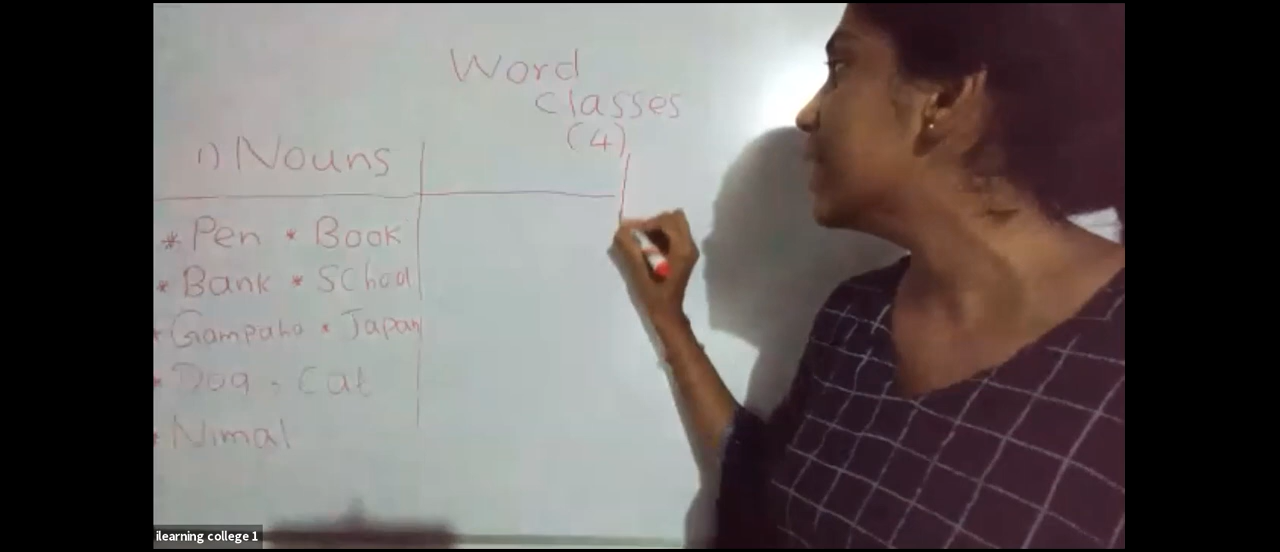 Word
classes
(4)
1) Nouns
* Pen * Book
* Bank * SChool
* Gampaha * Japan
* Dog * Cat
* Nimal
ilearning college 1